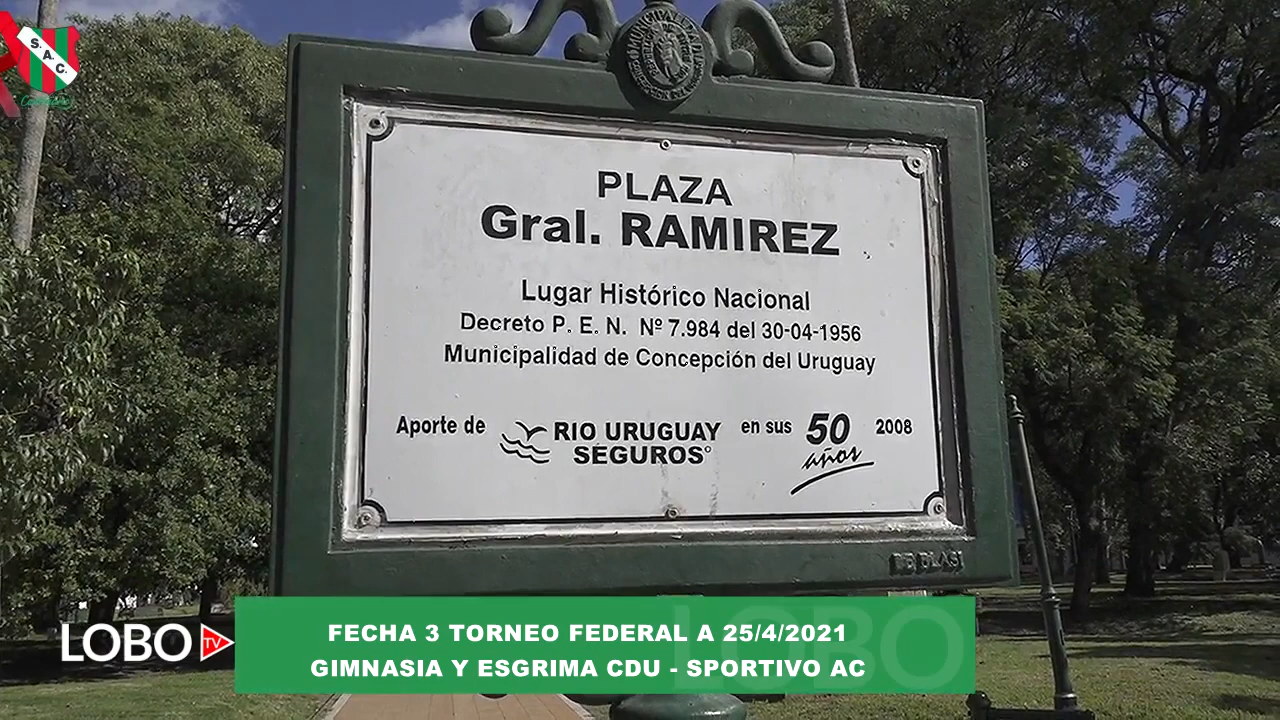 S.A.C.
PLAZA
Gral. RAMIREZ
Lugar Histórico Nacional
Decreto P. E. N. Nº 7.984 del 30-04-1956
Municipalidad de Concepción del Uruguay
Aporte de RIO URUGUAY SEGUROS en sus 50 años 2008
DE BLASI
LOBO TV
LOBO
FECHA 3 TORNEO FEDERAL A 25/4/2021
GIMNASIA Y ESGRIMA CDU - SPORTIVO AC